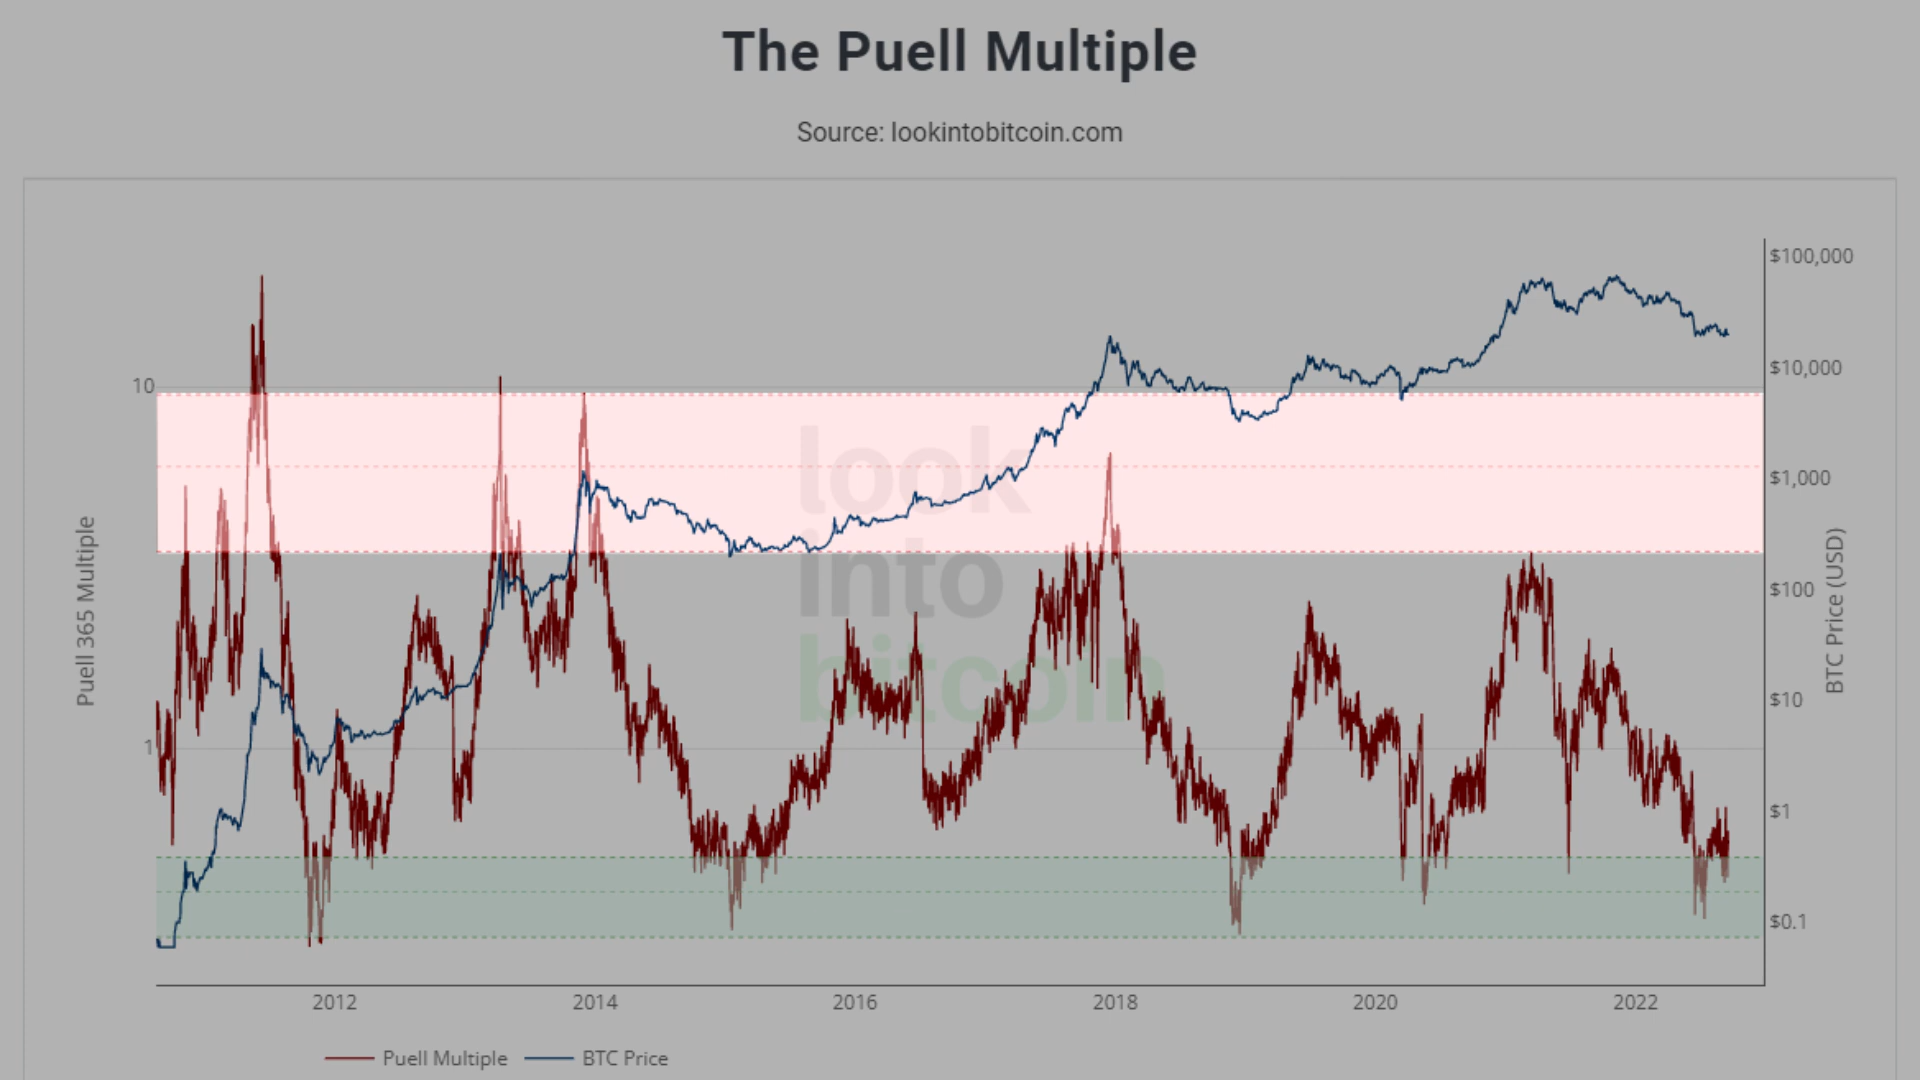 The Puell Multiple
Source: lookintobitcoin.com
$100,000
10
$10,000
look
$1,000
into
$100
bitcoin
$10
1
$1
$0.1
Puell 365 Multiple
BTC Price (USD)
2012 2014 2016 2018 2020 2022
Puell Multiple BTC Price